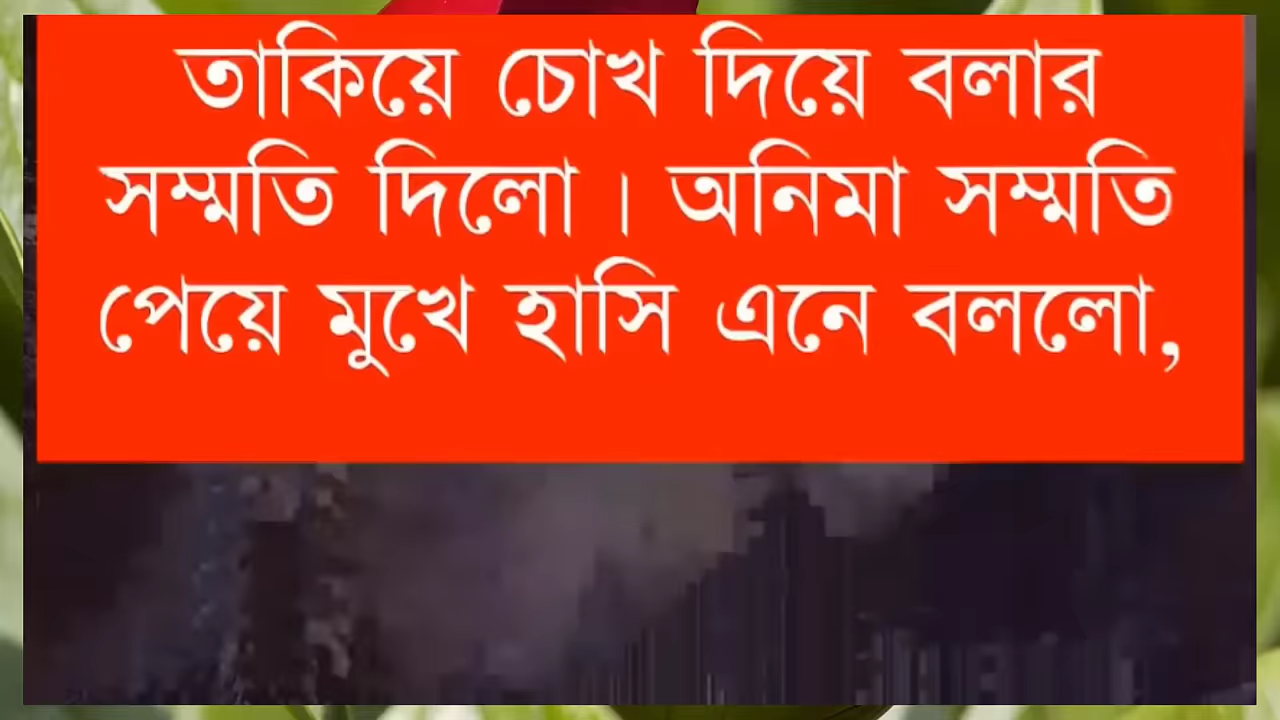 তাকিয়ে চোখ দিয়ে বলার
সম্মতি দিলো । অনিমা সম্মতি
পেয়ে মুখে হাসি এনে বললো,